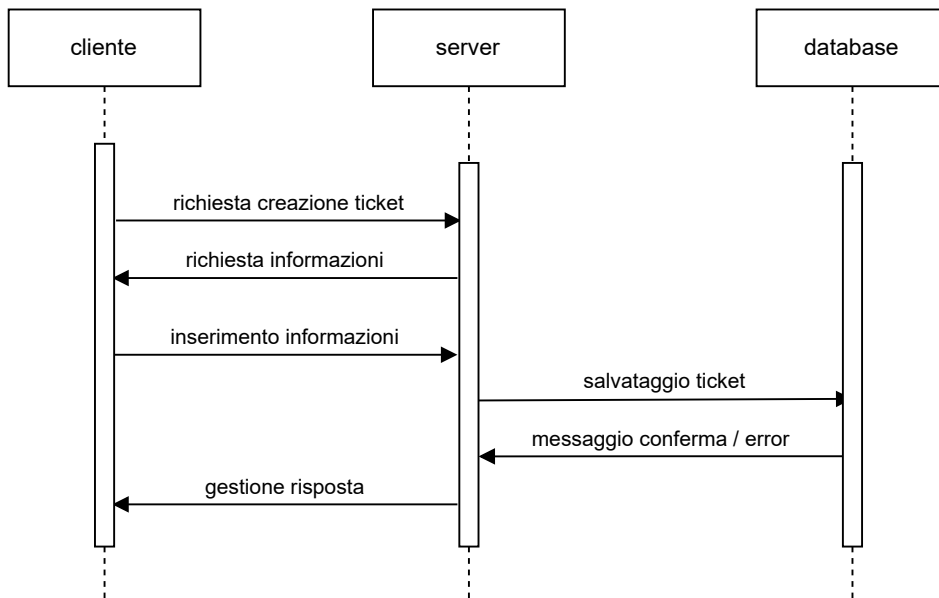 cliente
server
database
richiesta creazione ticket
richiesta informazioni
inserimento informazioni
salvataggio ticket
messaggio conferma / error
gestione risposta